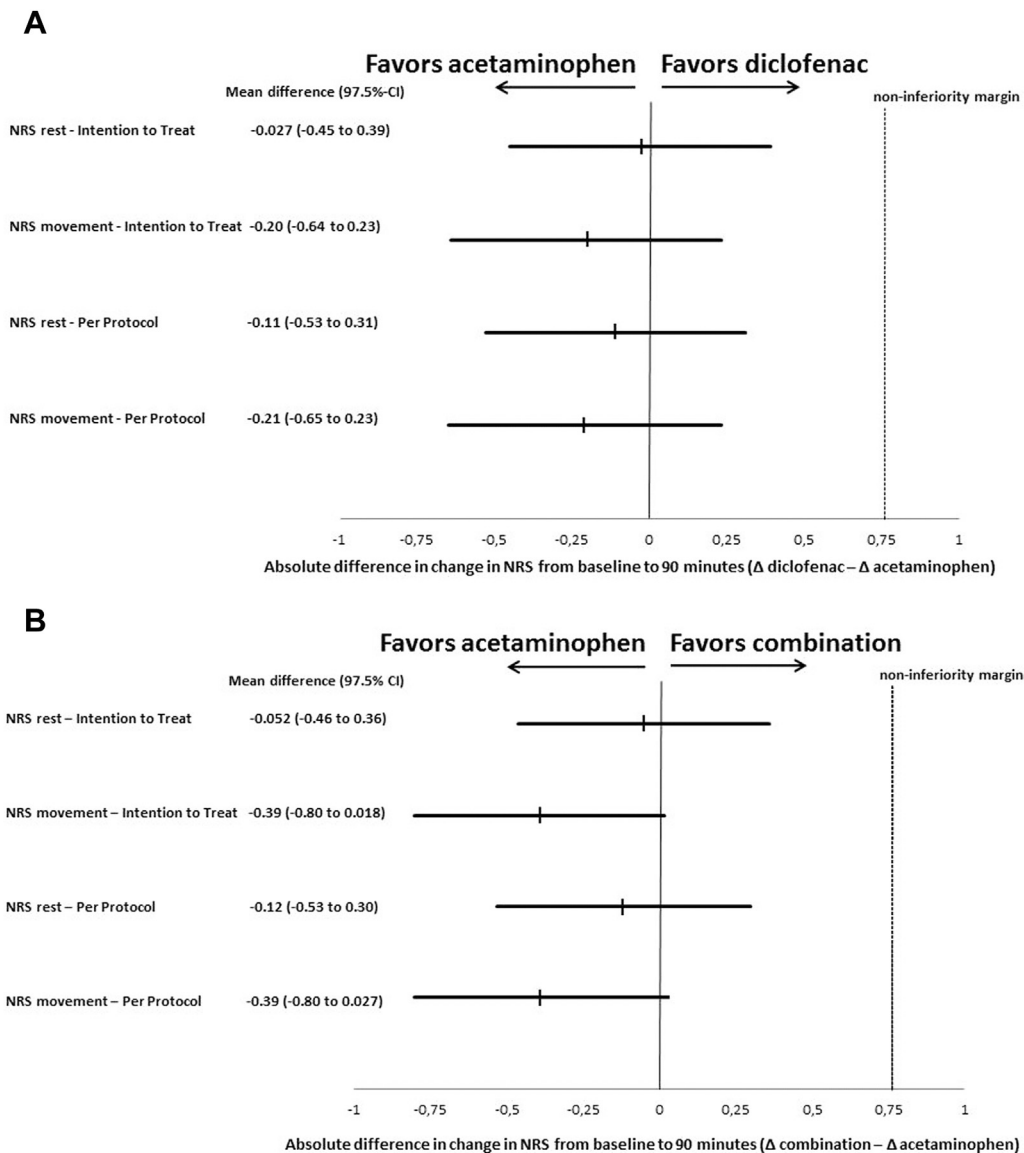 A
Favors acetaminophen Favors diclofenac
Mean difference (97.5%-CI)
non-inferiority margin
NRS rest - Intention to Treat -0.027 (-0.45 to 0.39)
NRS movement - Intention to Treat -0.20 (-0.64 to 0.23)
NRS rest - Per Protocol -0.11 (-0.53 to 0.31)
NRS movement - Per Protocol -0.21 (-0.65 to 0.23)
-1 -0,75 -0,5 -0,25 0 0,25 0,5 0,75 1
Absolute difference in change in NRS from baseline to 90 minutes (Δ diclofenac – Δ acetaminophen)
B
Favors acetaminophen Favors combination
Mean difference (97.5% CI)
non-inferiority margin
NRS rest – Intention to Treat -0.052 (-0.46 to 0.36)
NRS movement – Intention to Treat -0.39 (-0.80 to 0.018)
NRS rest – Per Protocol -0.12 (-0.53 to 0.30)
NRS movement – Per Protocol -0.39 (-0.80 to 0.027)
-1 -0,75 -0,5 -0,25 0 0,25 0,5 0,75 1
Absolute difference in change in NRS from baseline to 90 minutes (Δ combination – Δ acetaminophen)